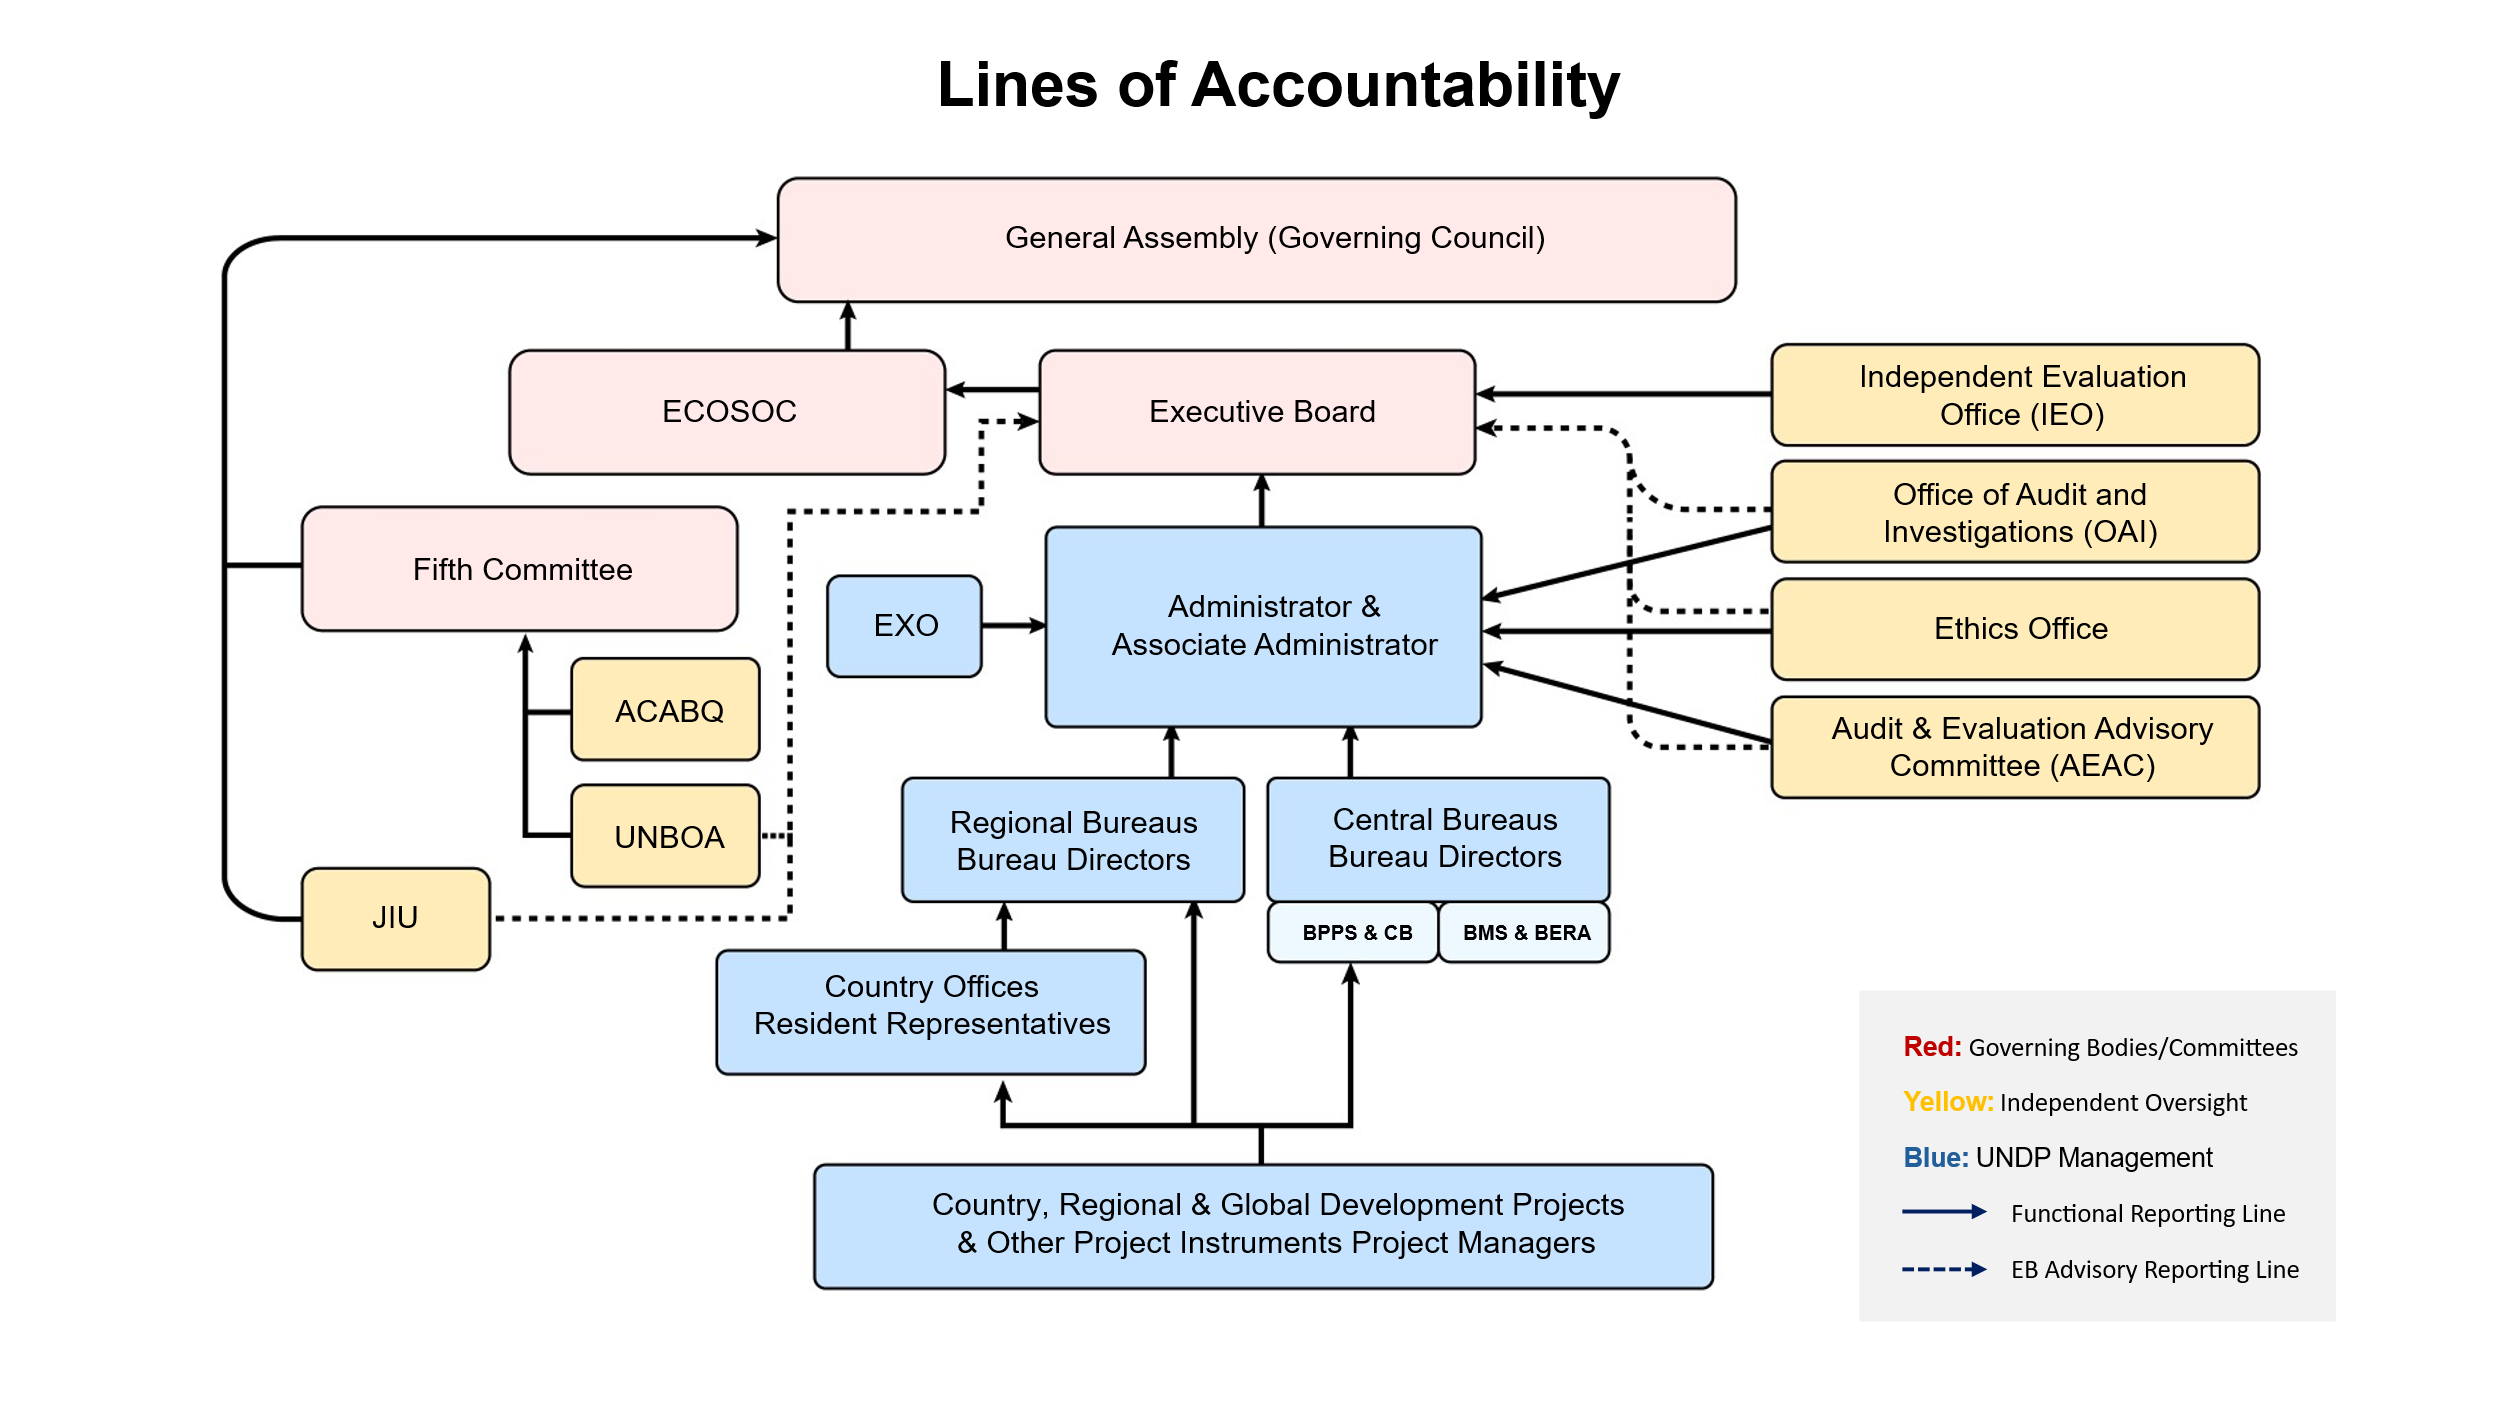 Lines of Accountability
General Assembly (Governing Council)
ECOSOC
Executive Board
Independent Evaluation
Office (IEO)
Office of Audit and
Investigations (OAI)
Fifth Committee
EXO
Administrator &
Associate Administrator
Ethics Office
ACABQ
Audit & Evaluation Advisory
Committee (AEAC)
UNBOA
Regional Bureaus
Bureau Directors
Central Bureaus
Bureau Directors
JIU
BPPS & CB
BMS & BERA
Country Offices
Resident Representatives
Country, Regional & Global Development Projects
& Other Project Instruments Project Managers
Red: Governing Bodies/Committees
Yellow: Independent Oversight
Blue: UNDP Management
Functional Reporting Line
EB Advisory Reporting Line